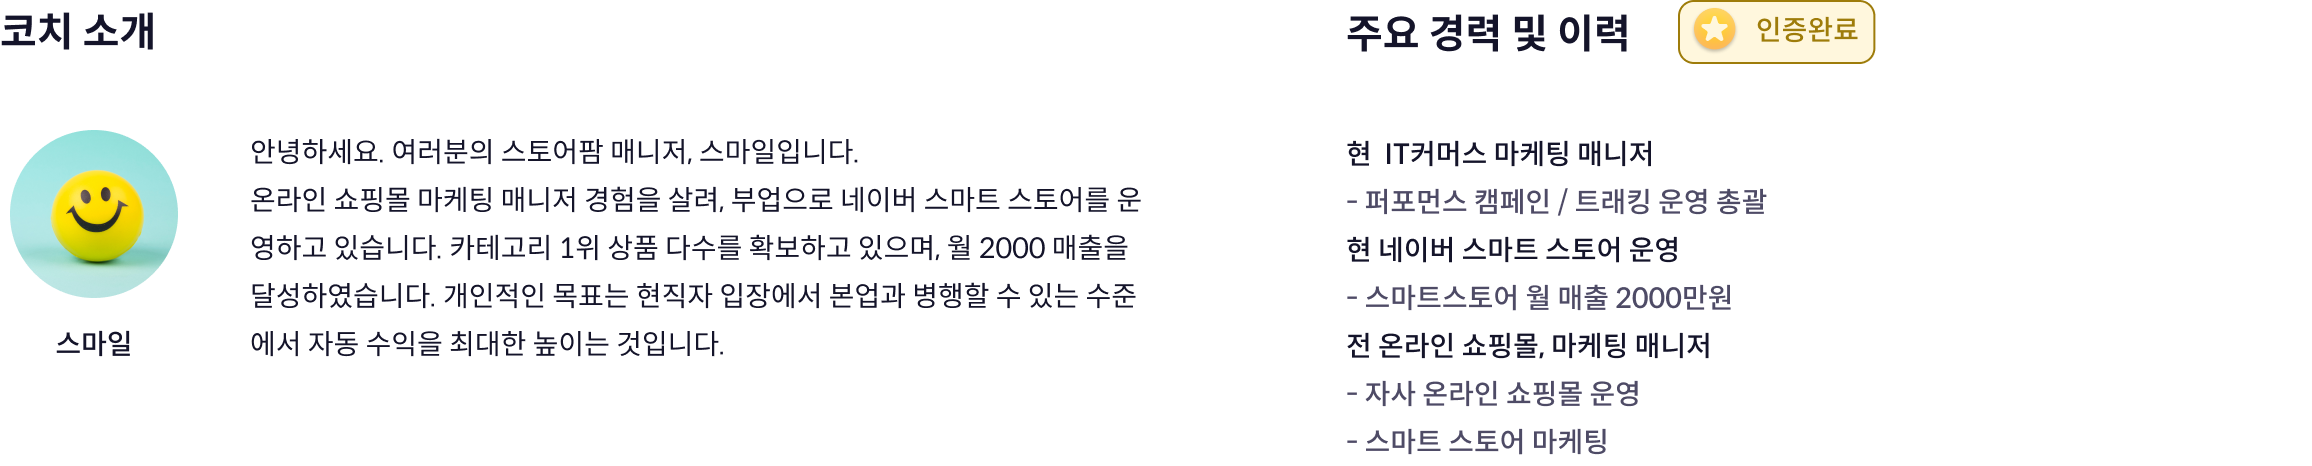 코치 소개
스마일
안녕하세요. 여러분의 스토어팜 매니저, 스마일입니다.
온라인 쇼핑몰 마케팅 매니저 경험을 살려, 부업으로 네이버 스마트 스토어를 운
영하고 있습니다. 카테고리 1위 상품 다수를 확보하고 있으며, 월 2000 매출을
달성하였습니다. 개인적인 목표는 현직자 입장에서 본업과 병행할 수 있는 수준
에서 자동 수익을 최대한 높이는 것입니다.
주요 경력 및 이력
인증완료
현 IT커머스 마케팅 매니저
- 퍼포먼스 캠페인 / 트래킹 운영 총괄
현 네이버 스마트 스토어 운영
- 스마트스토어 월 매출 2000만원
전 온라인 쇼핑몰, 마케팅 매니저
- 자사 온라인 쇼핑몰 운영
- 스마트 스토어 마케팅